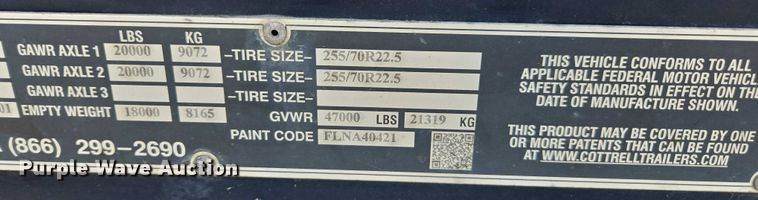 LBS KG
GAWR AXLE 1 20000 9072 -TIRE SIZE- 255/70R22.5
GAWR AXLE 2 20000 9072 -TIRE SIZE- 255/70R22.5
GAWR AXLE 3 -TIRE SIZE-
01 EMPTY WEIGHT 18000 8165 GVWR 47000 LBS 21319 KG
PAINT CODE FLNA40421
(866) 299-2690
THIS VEHICLE CONFORMS TO ALL
APPLICABLE FEDERAL MOTOR VEHICL
SAFETY STANDARDS IN EFFECT ON THE
DATE OF MANUFACTURE SHOWN.
THIS PRODUCT MAY BE COVERED BY ONE
OR MORE PATENTS THAT CAN BE FOUND
AT WWW.COTTRELLTRAILERS.COM
Purple Wave Auction